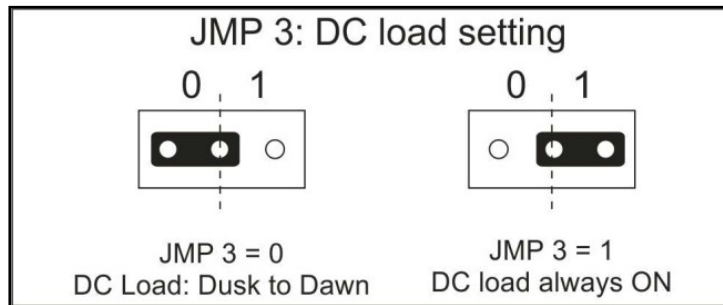 JMP 3: DC load setting
0 1
0 1
JMP 3 = 0
DC Load: Dusk to Dawn
JMP 3 = 1
DC load always ON